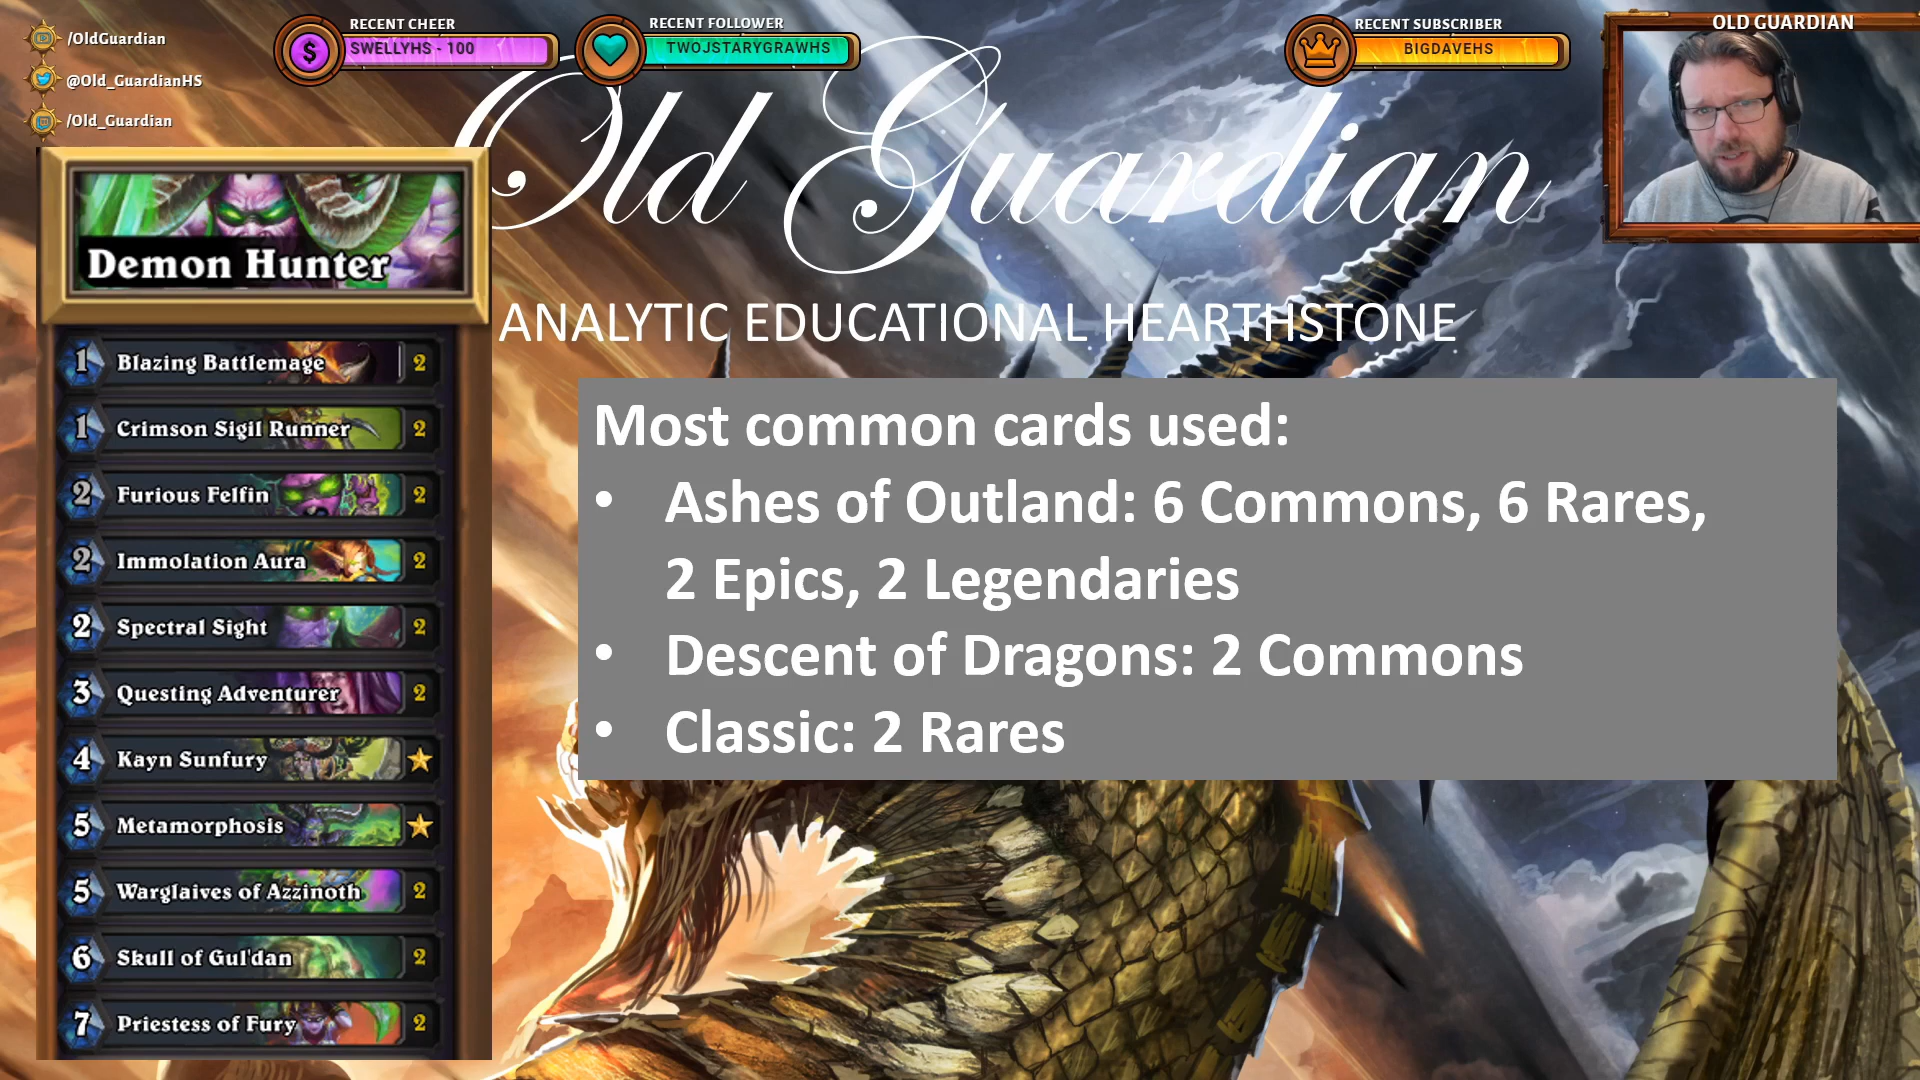 /OldGuardian
@Old_GuardianHS
/Old_Guardian
RECENT CHEER
SWELLYHS - 100
RECENT FOLLOWER
TWOJSTARYGRAWHS
RECENT SUBSCRIBER
BIGDAVEHS
OLD GUARDIAN
Old Guardian
ANALYTIC EDUCATIONAL HEARTHSTONE
Demon Hunter
1 Blazing Battlemage 2
1 Crimson Sigil Runner 2
2 Furious Felfin 2
2 Immolation Aura 2
2 Spectral Sight 2
3 Questing Adventurer 2
4 Kayn Sunfury
5 Metamorphosis
5 Warglaives of Azzinoth 2
6 Skull of Gul'dan 2
7 Priestess of Fury 2
Most common cards used:
• Ashes of Outland: 6 Commons, 6 Rares,
2 Epics, 2 Legendaries
• Descent of Dragons: 2 Commons
• Classic: 2 Rares